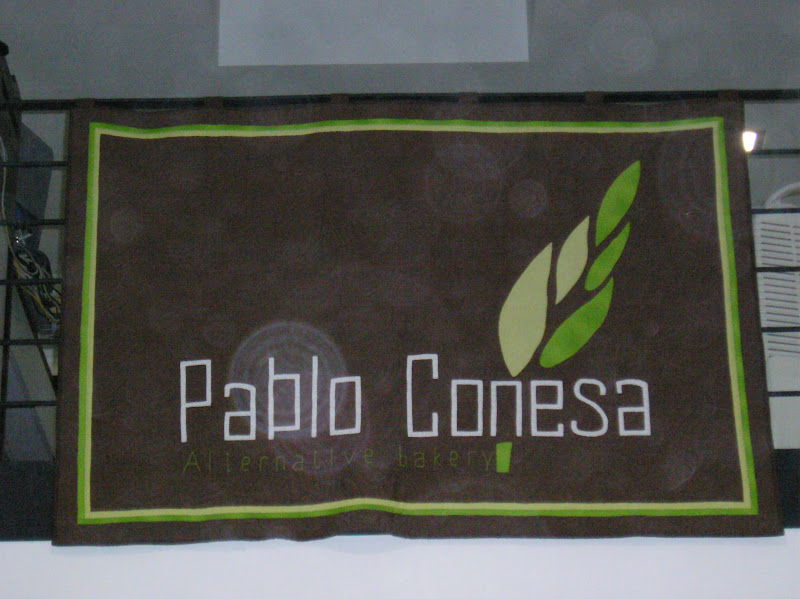 Pablo Conesa
Alternative bakery